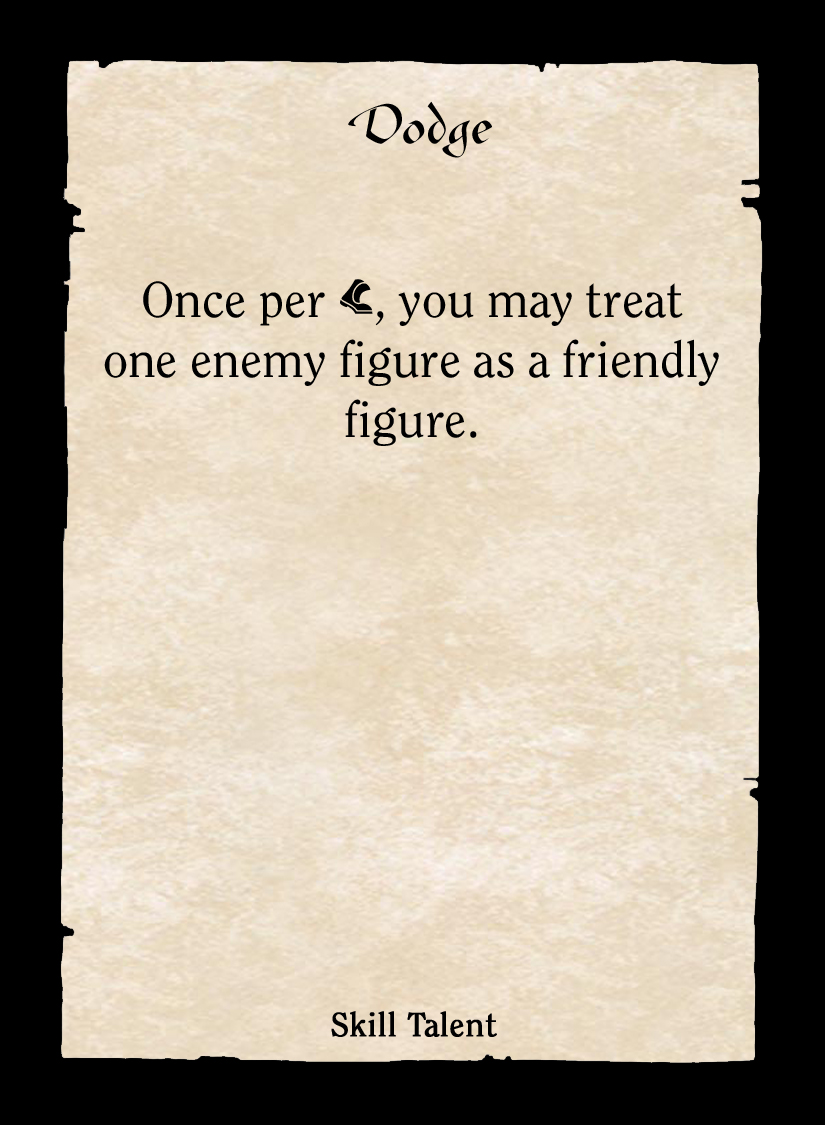 Dodge
Once per , you may treat
one enemy figure as a friendly
figure.
Skill Talent